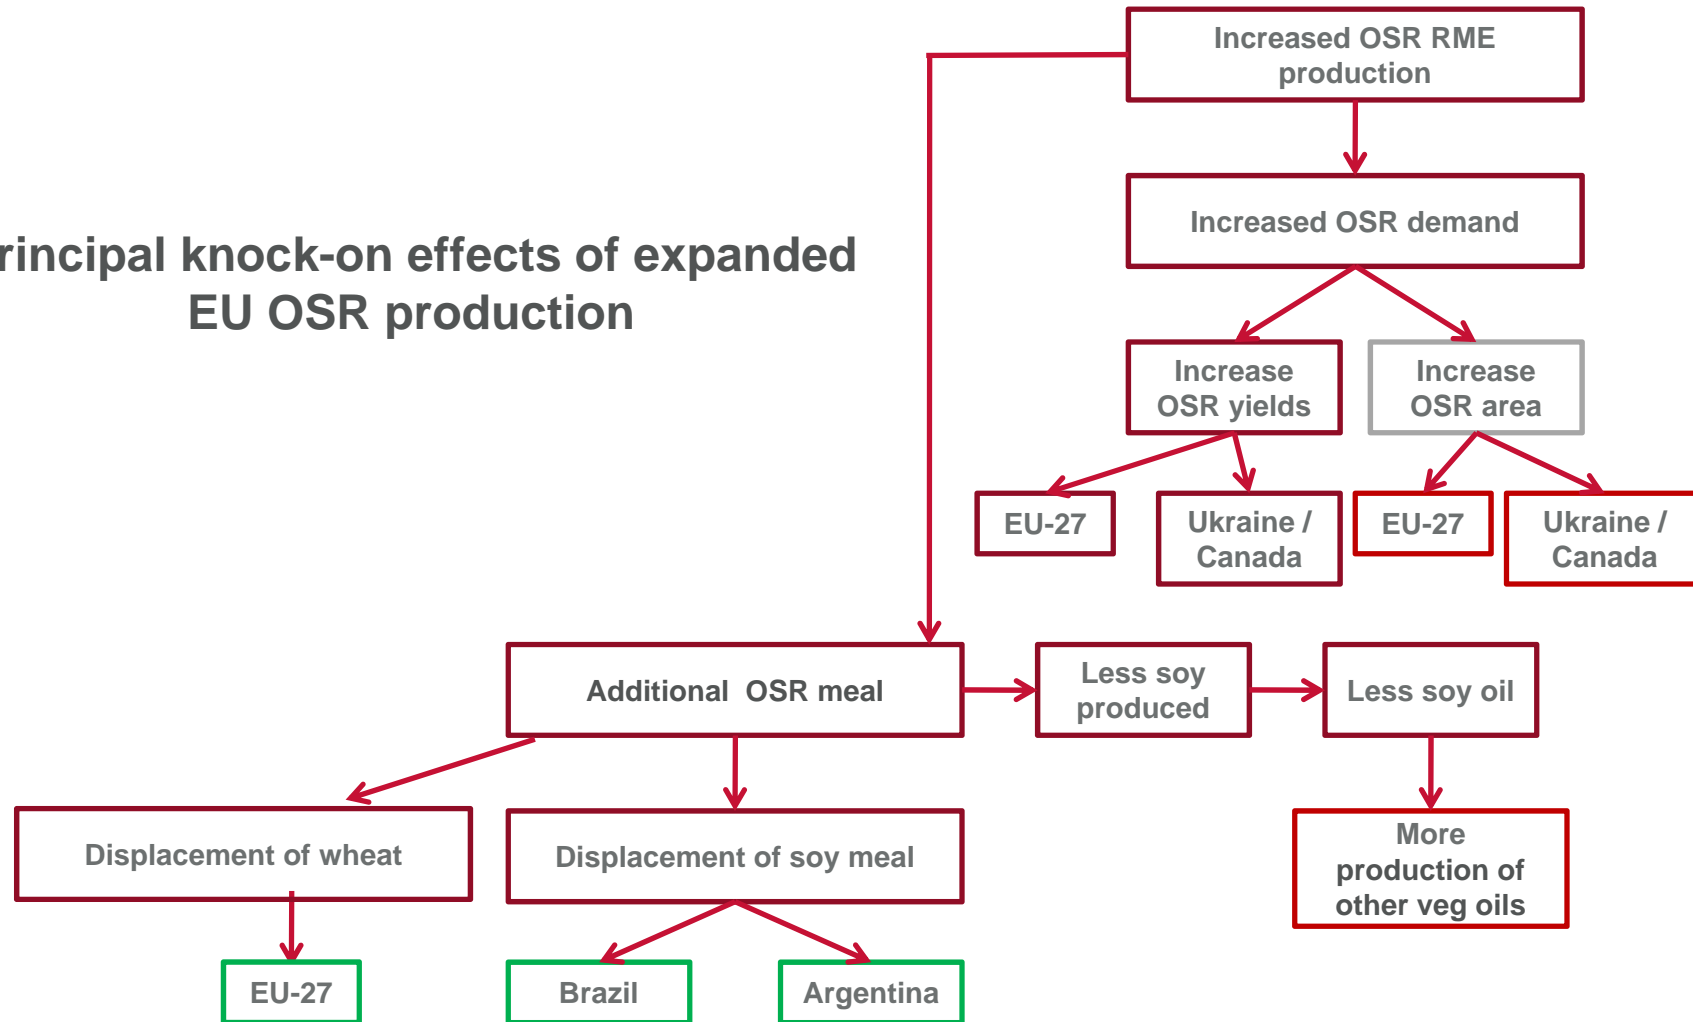 Increased OSR RME
production
Increased OSR demand
rincipal knock-on effects of expanded
EU OSR production
Increase
OSR yields
Increase
OSR area
EU-27
Ukraine /
Canada
EU-27
Ukraine /
Canada
Additional OSR meal
Less soy
produced
Less soy oil
Displacement of wheat
Displacement of soy meal
More
production of
other veg oils
EU-27
Brazil
Argentina